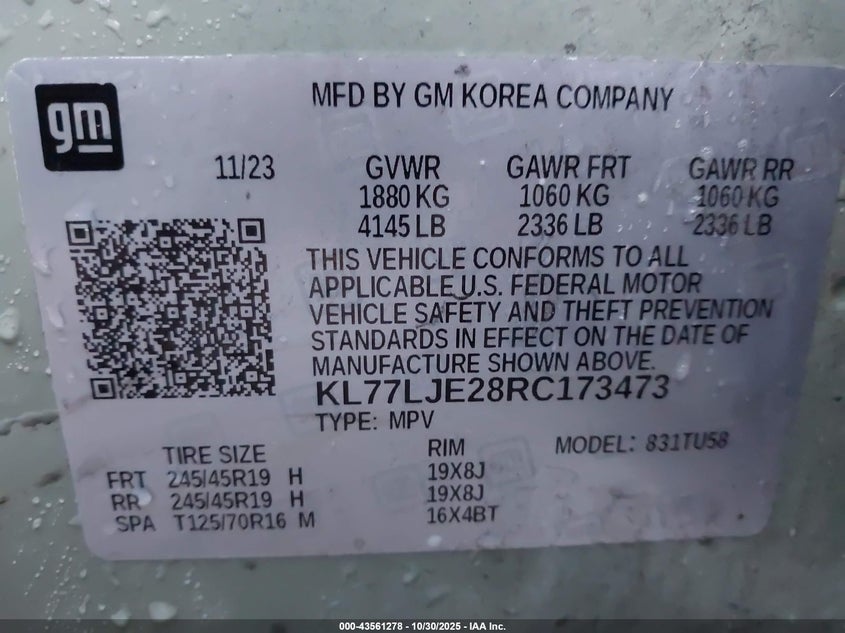 gm
MFD BY GM KOREA COMPANY
11/23 GVWR GAWR FRT GAWR RR
1880 KG 1060 KG 1060 KG
4145 LB 2336 LB 2336 LB
THIS VEHICLE CONFORMS TO ALL
APPLICABLE U.S. FEDERAL MOTOR
VEHICLE SAFETY AND THEFT PREVENTION
STANDARDS IN EFFECT ON THE DATE OF
MANUFACTURE SHOWN ABOVE.
KL77LJE28RC173473
TYPE: MPV
TIRE SIZE RIM MODEL: 831TU58
FRT 245/45R19 H 19X8J
RR 245/45R19 H 19X8J
SPA T125/70R16 M 16X4BT
000-43561278 - 10/30/2025 - IAA Inc.